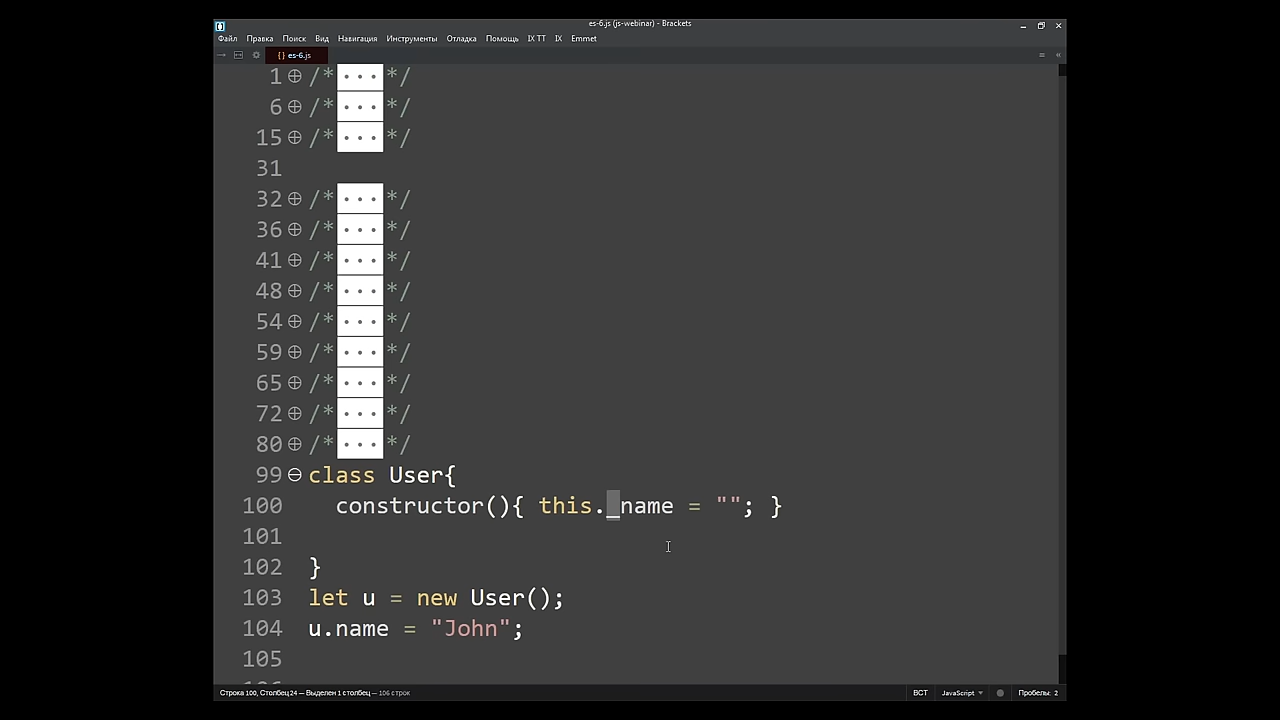 es-6.js (js-webinar) - Brackets
Файл Правка Поиск Вид Навигация Инструменты Отладка Помощь IX TT IX Emmet
{} es-6.js
1 /* ... */
6 /* ... */
15 /* ... */
31
32 /* ... */
36 /* ... */
41 /* ... */
48 /* ... */
54 /* ... */
59 /* ... */
65 /* ... */
72 /* ... */
80 /* ... */
99 class User{
100 constructor(){ this._name = ""; }
101
102 }
103 let u = new User();
104 u.name = "John";
105
Строка 100, Столбец 24 — Выделен 1 столбец — 106 строк ВСТ JavaScript Пробелы: 2